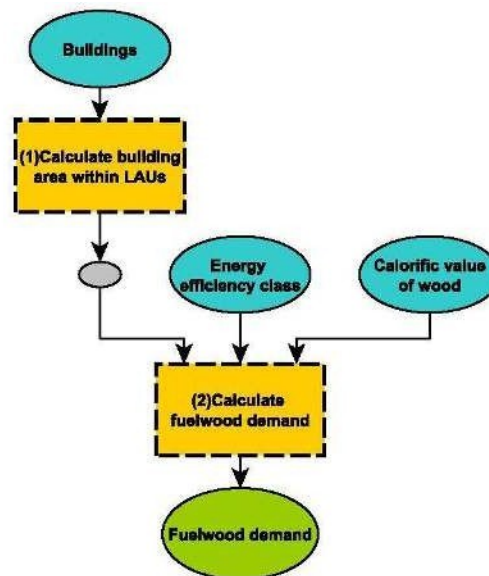 Buildings
(1)Calculate building
area within LAUs
Energy
efficiency class
Calorific value
of wood
(2)Calculate
fuelwood demand
Fuelwood demand